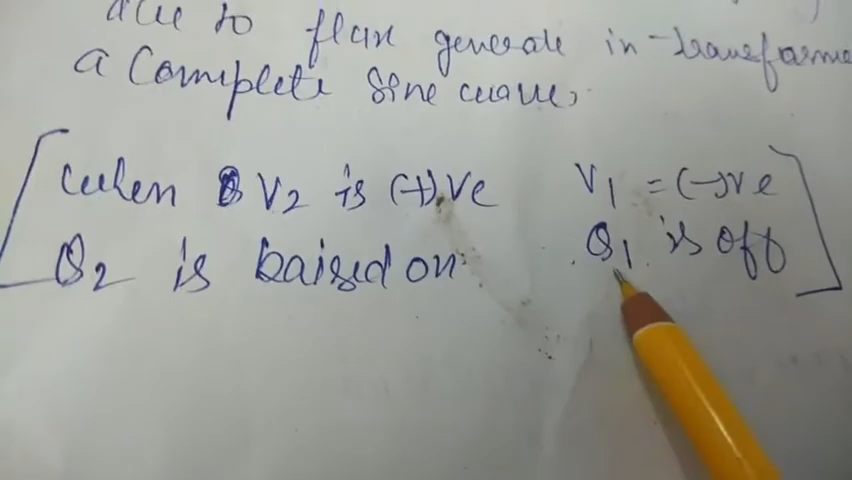 due to flux generate in transforme
a complete sine curve,
when V2 is (+)ve V1 = (-)ve
Q2 is baised on Q1 is off